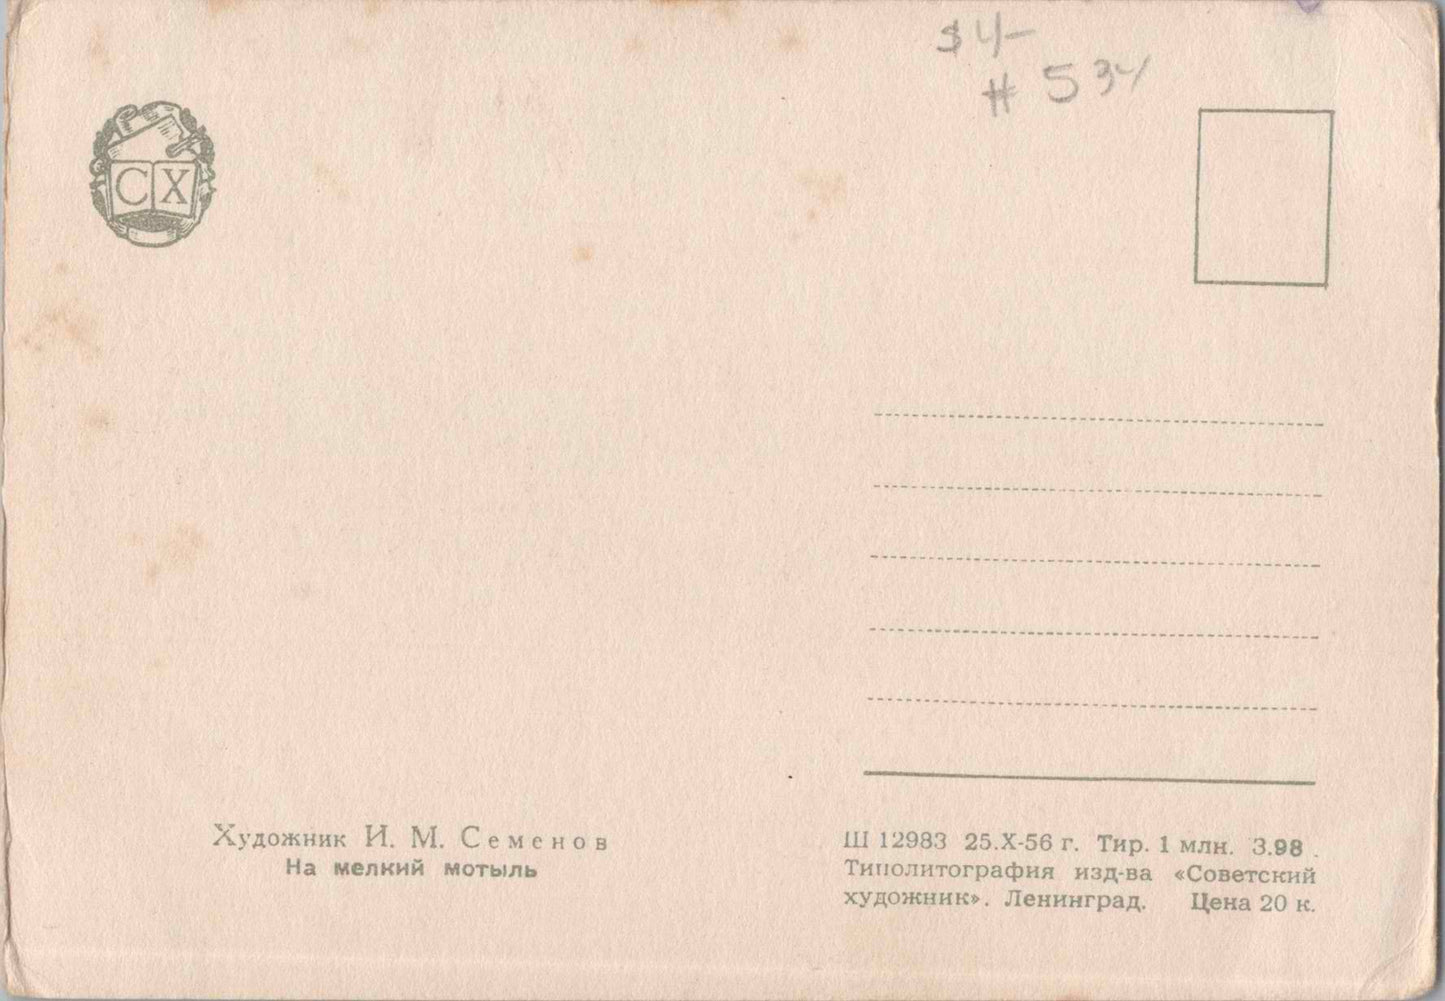 $4-
# 534
СХ
Художник И. М. Семенов
На мелкий мотыль
Ш 12983 25.X-56 г. Тир. 1 млн. З.98.
Типолитография изд-ва «Советский
художник». Ленинград. Цена 20 к.